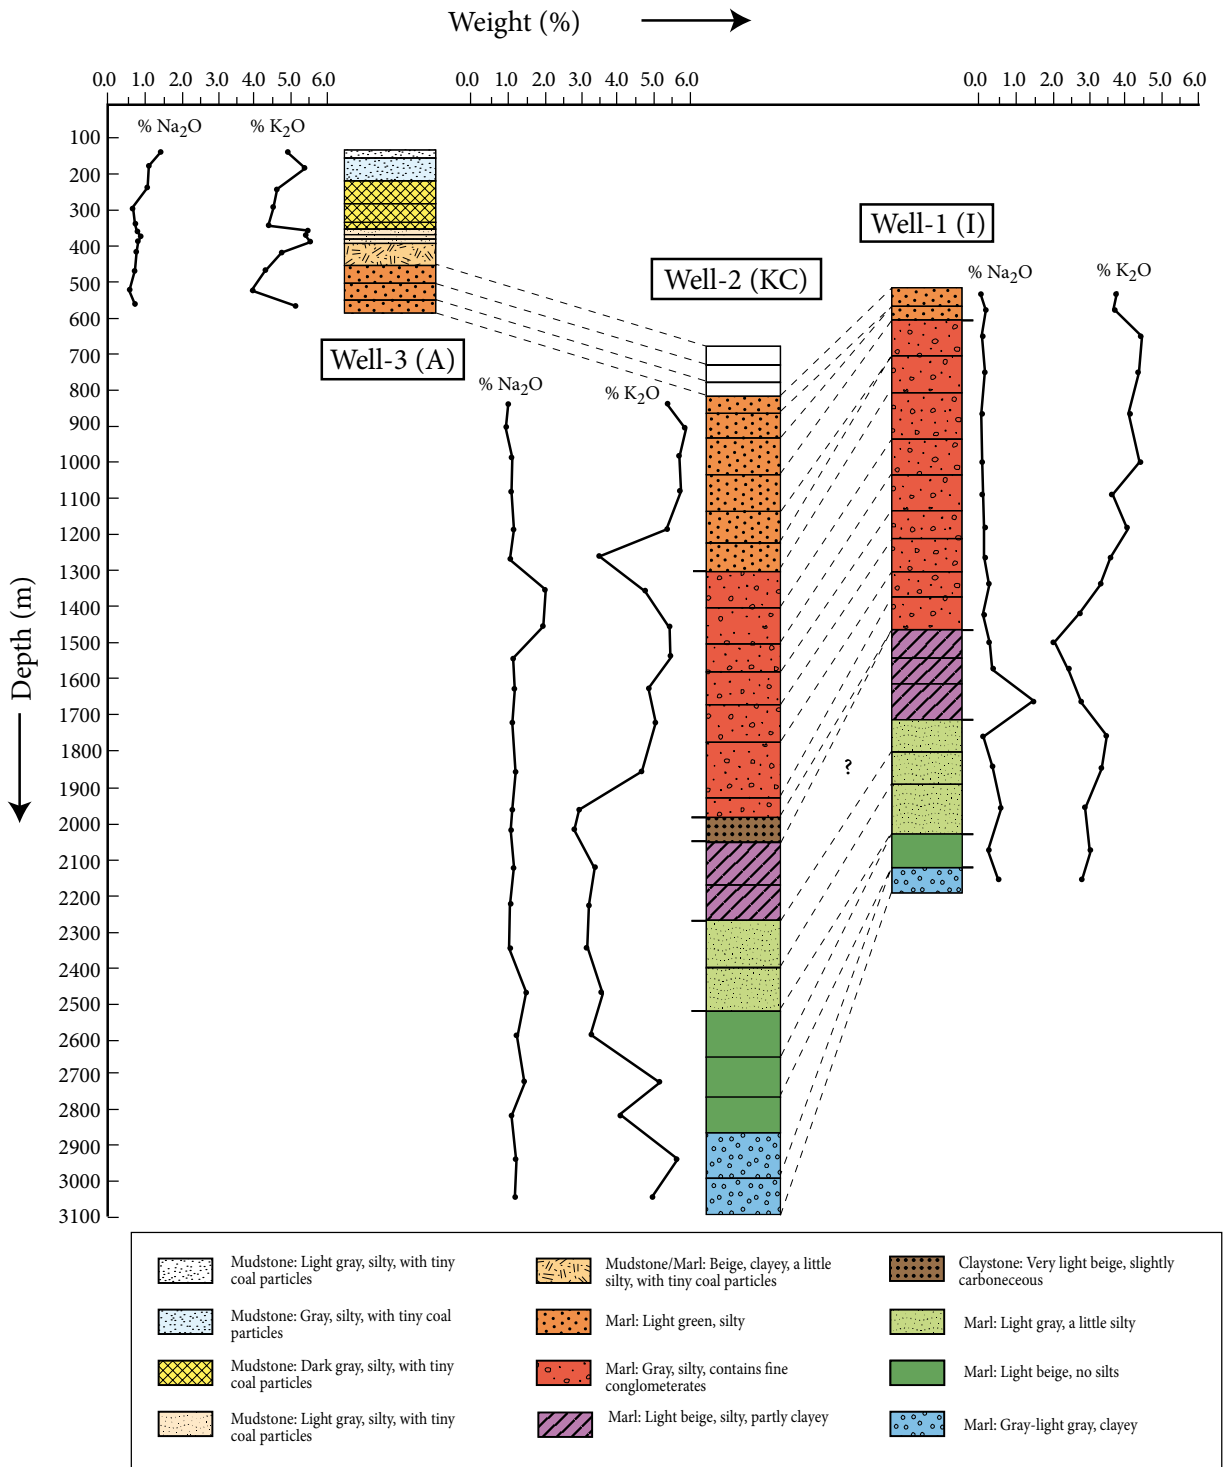 Weight (%)
0.0 1.0 2.0 3.0 4.0 5.0 6.0
0.0 1.0 2.0 3.0 4.0 5.0 6.0
0.0 1.0 2.0 3.0 4.0 5.0 6.0
% Na2O
% K2O
Well-3 (A)
Well-2 (KC)
% Na2O
% K2O
Well-1 (I)
% Na2O
% K2O
?
Depth (m)
100
200
300
400
500
600
700
800
900
1000
1100
1200
1300
1400
1500
1600
1700
1800
1900
2000
2100
2200
2300
2400
2500
2600
2700
2800
2900
3000
3100
Mudstone: Light gray, silty, with tiny
coal particles
Mudstone: Gray, silty, with tiny coal
particles
Mudstone: Dark gray, silty, with tiny
coal particles
Mudstone: Light gray, silty, with tiny
coal particles
Mudstone/Marl: Beige, clayey, a little
silty, with tiny coal particles
Marl: Light green, silty
Marl: Gray, silty, contains fine
conglometerates
Marl: Light beige, silty, partly clayey
Claystone: Very light beige, slightly
carboneceous
Marl: Light gray, a little silty
Marl: Light beige, no silts
Marl: Gray-light gray, clayey